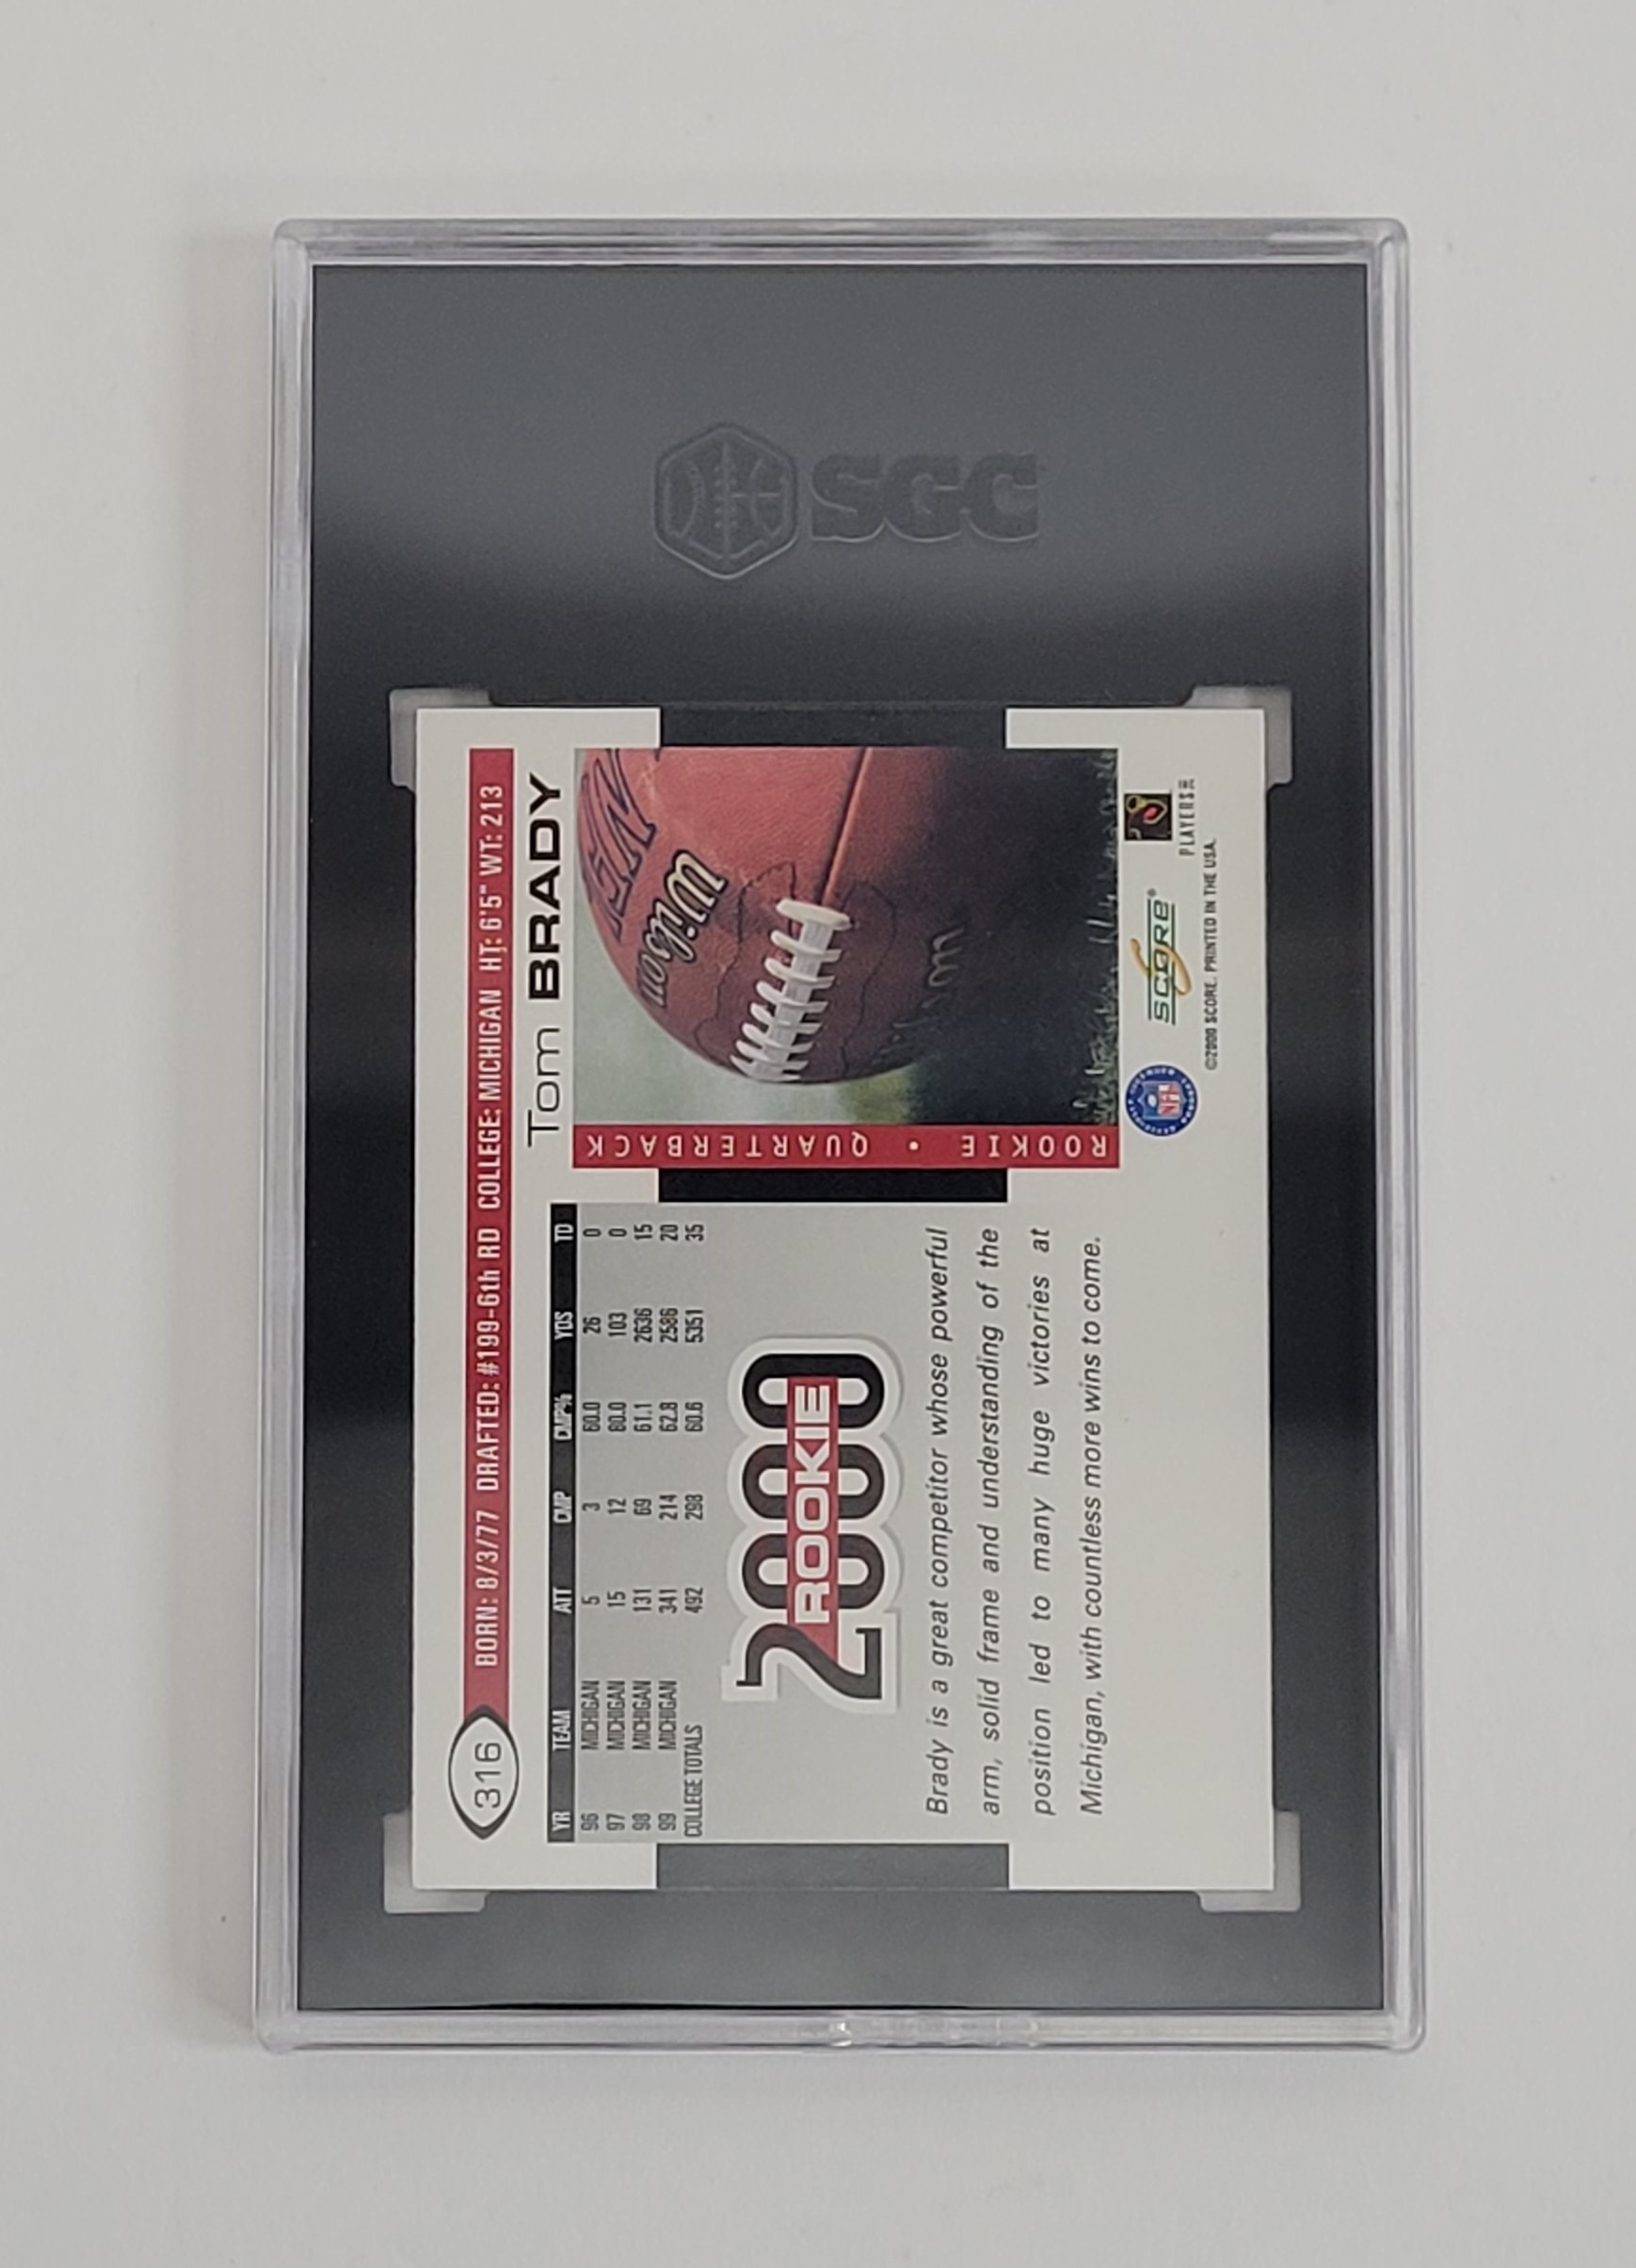 SGC
316
BORN: 8/3/77 DRAFTED: #199-6th RD COLLEGE: MICHIGAN HT: 6'5" WT: 213
Tom BRADY
YR TEAM ATT CMP CMP% YDS TD
96 MICHIGAN 5 3 60.0 26 0
97 MICHIGAN 15 12 80.0 103 0
98 MICHIGAN 131 69 61.1 2636 15
99 MICHIGAN 341 214 62.8 2586 20
COLLEGE TOTALS 492 298 60.6 5351 35
2000
ROOKIE
Brady is a great competitor whose powerful
arm, solid frame and understanding of the
position led to many huge victories at
Michigan, with countless more wins to come.
ROOKIE • QUARTERBACK
Wilson
NFL
SCORE®
PLAYERS INC
©2000 SCORE. PRINTED IN THE USA.